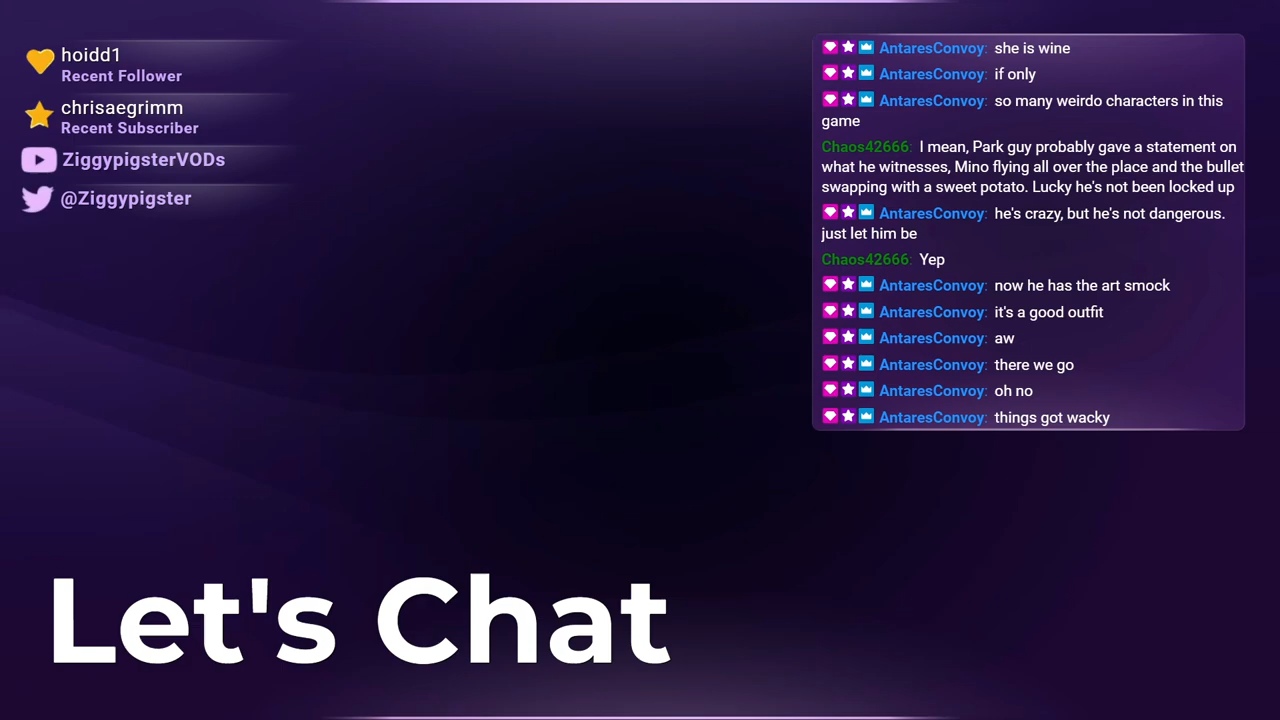 hoidd1
Recent Follower
chrisaegrimm
Recent Subscriber
ZiggypigsterVODs
@Ziggypigster
AntaresConvoy: she is wine
AntaresConvoy: if only
AntaresConvoy: so many weirdo characters in this
game
Chaos42666: I mean, Park guy probably gave a statement on
what he witnesses, Mino flying all over the place and the bullet
swapping with a sweet potato. Lucky he's not been locked up
AntaresConvoy: he's crazy, but he's not dangerous.
just let him be
Chaos42666: Yep
AntaresConvoy: now he has the art smock
AntaresConvoy: it's a good outfit
AntaresConvoy: aw
AntaresConvoy: there we go
AntaresConvoy: oh no
AntaresConvoy: things got wacky
Let's Chat